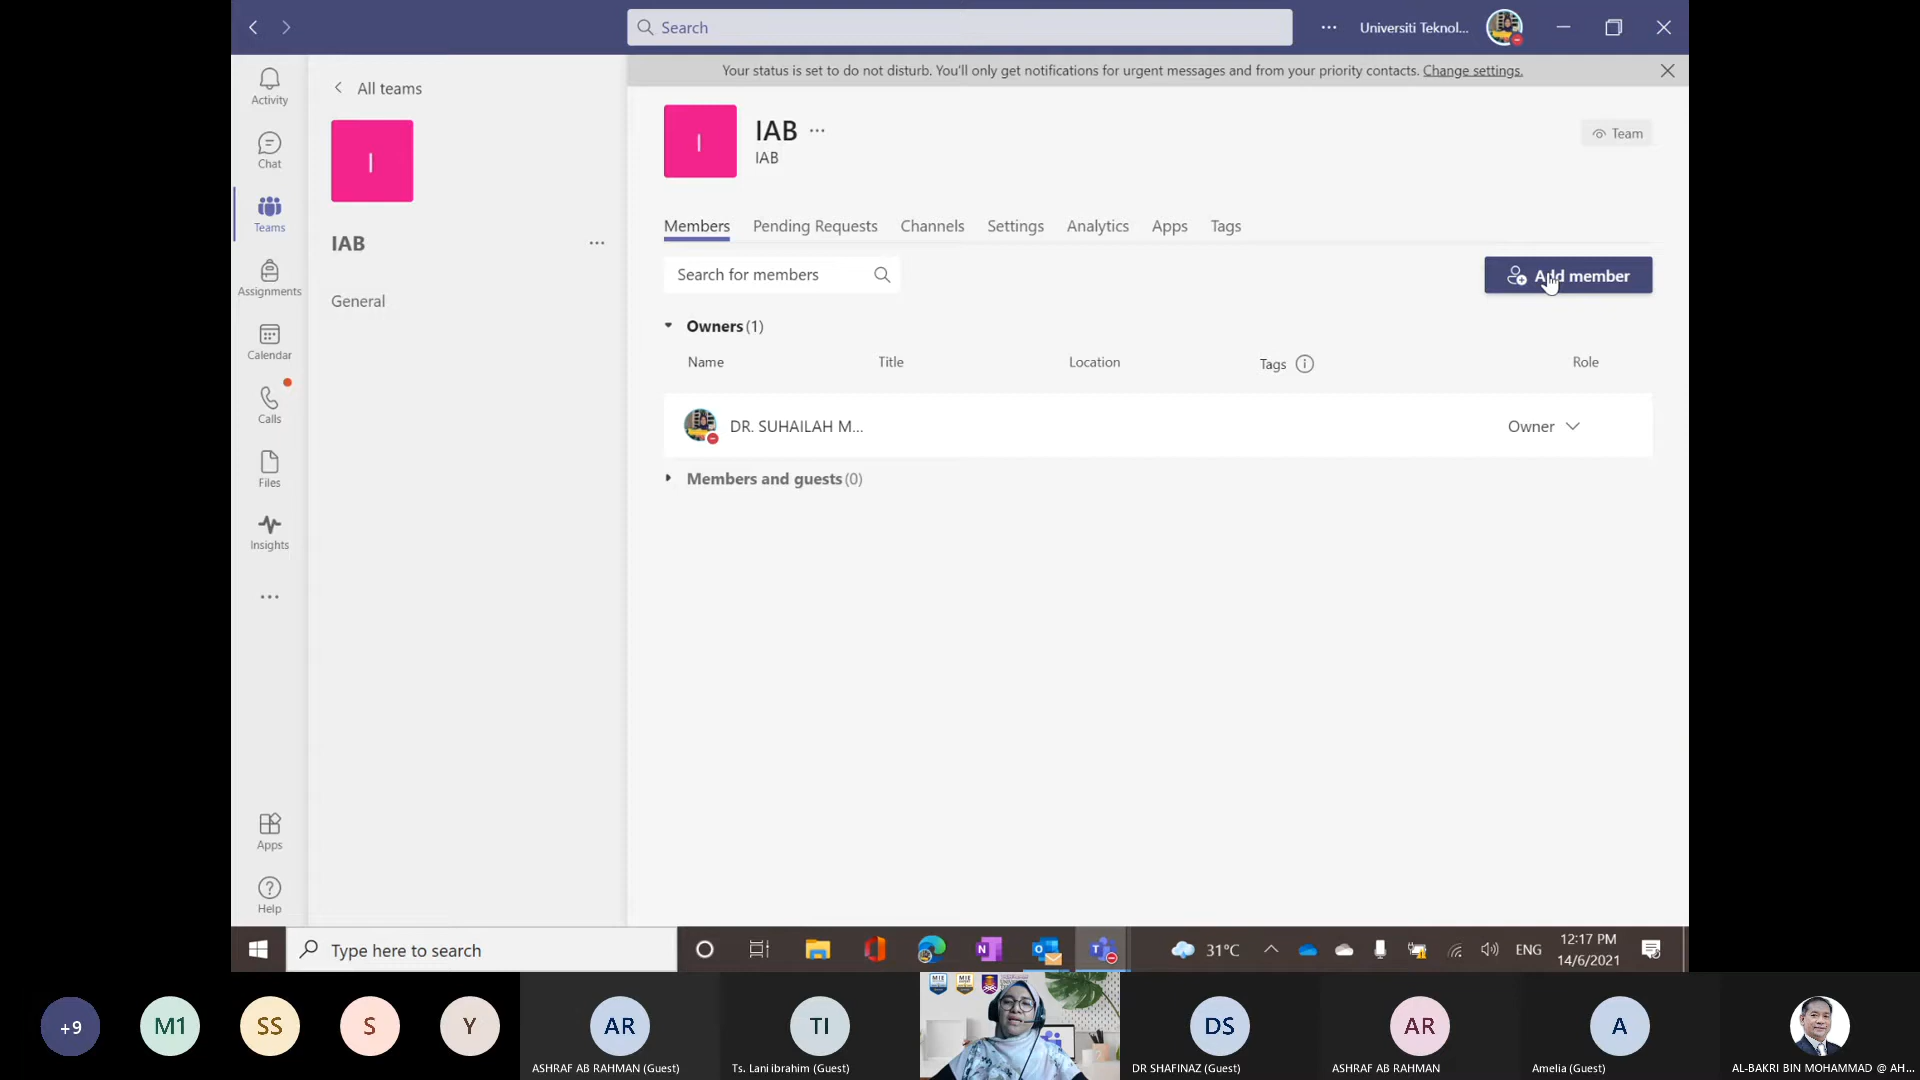 Search
Universiti Teknol...
Your status is set to do not disturb. You'll only get notifications for urgent messages and from your priority contacts. Change settings.
Activity
Chat
Teams
Assignments
Calendar
Calls
Files
Insights
Apps
Help
All teams
I
IAB
General
I
IAB
IAB
Team
Members
Pending Requests
Channels
Settings
Analytics
Apps
Tags
Search for members
Add member
Owners (1)
Name
Title
Location
Tags
Role
DR. SUHAILAH M...
Owner
Members and guests (0)
Type here to search
31°C
ENG
12:17 PM
14/6/2021
+9
M1
SS
S
Y
AR
ASHRAF AB RAHMAN (Guest)
TI
Ts. Lani ibrahim (Guest)
DS
DR SHAFINAZ (Guest)
AR
ASHRAF AB RAHMAN
A
Amelia (Guest)
AL-BAKRI BIN MOHAMMAD @ AH...